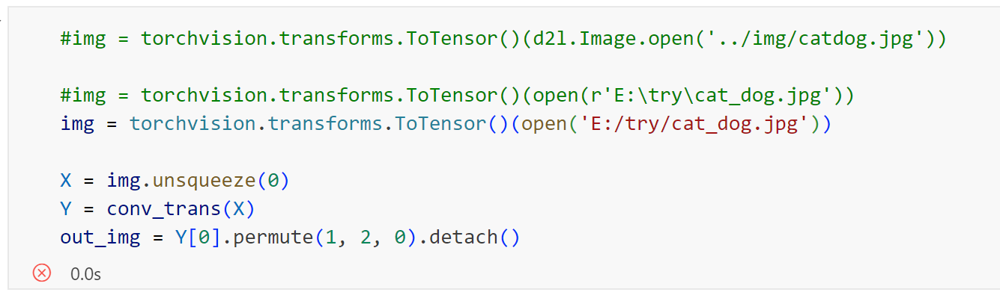 #img = torchvision.transforms.ToTensor()(d2l.Image.open('../img/catdog.jpg'))
#img = torchvision.transforms.ToTensor()(open(r'E:\try\cat_dog.jpg'))
img = torchvision.transforms.ToTensor()(open('E:/try/cat_dog.jpg'))
X = img.unsqueeze(0)
Y = conv_trans(X)
out_img = Y[0].permute(1, 2, 0).detach()
0.0s